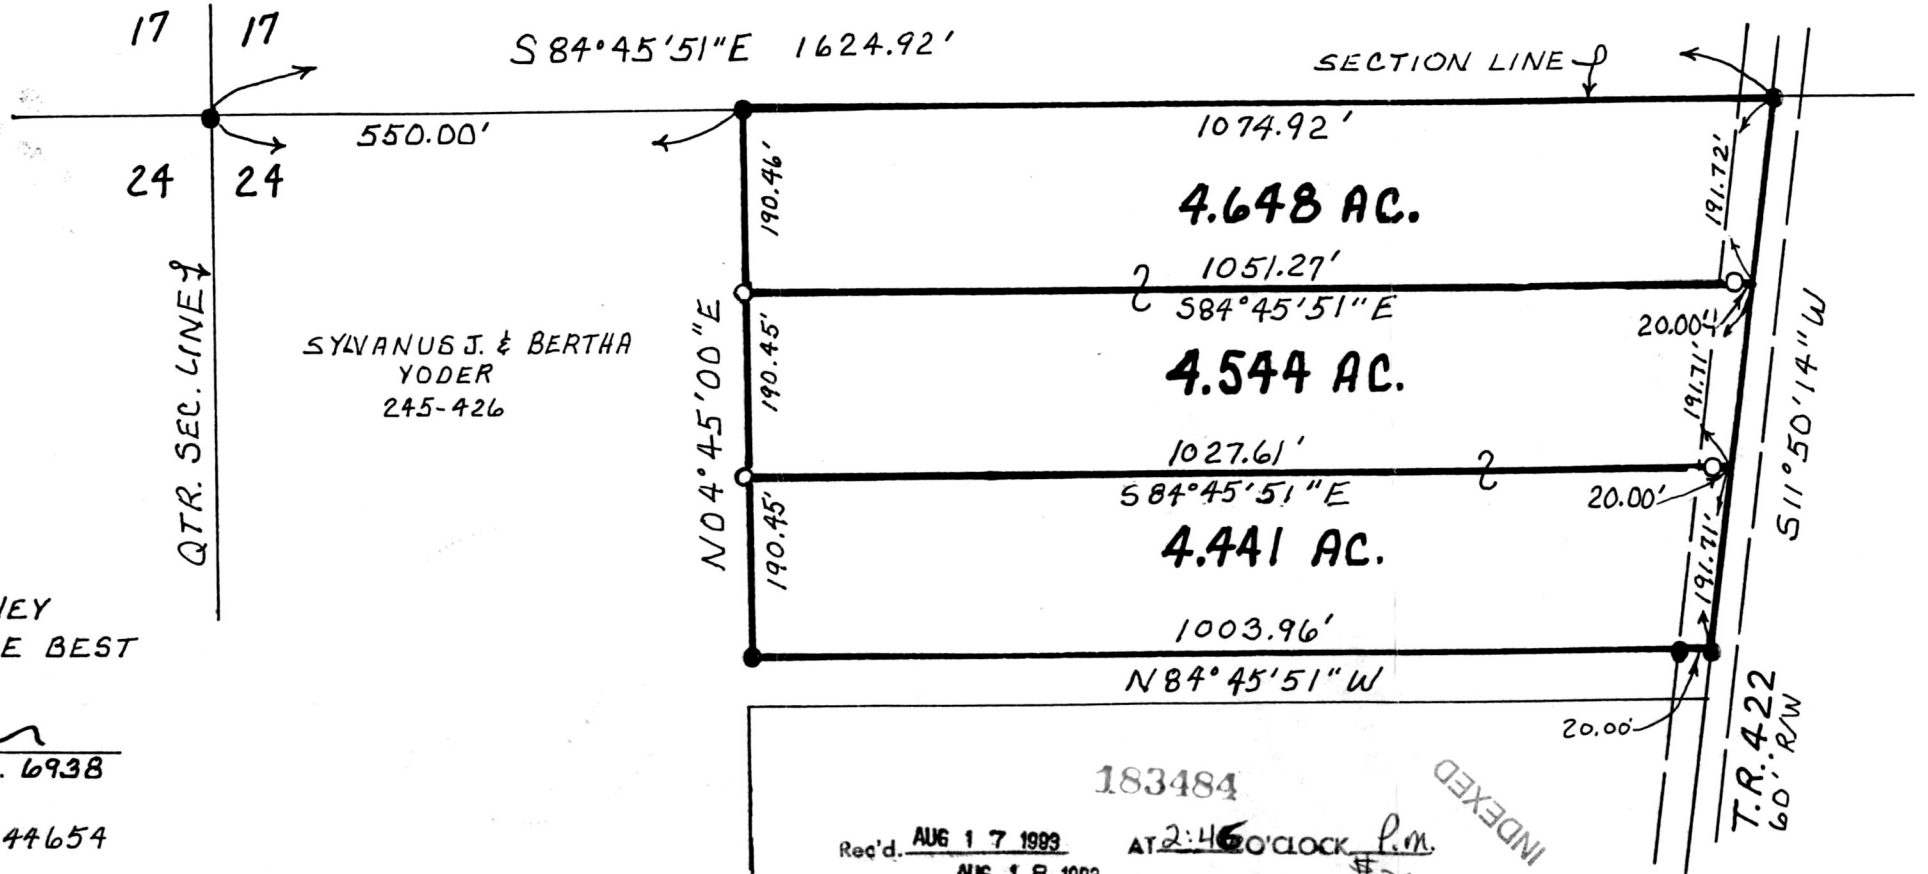 17 17
S 84°45'51"E 1624.92'
SECTION LINE
550.00'
1074.92'
24 24
190.46'
191.72'
4.648 AC.
1051.27'
S84°45'51"E
20.00'
QTR. SEC. LINE
SYLVANUS J. & BERTHA
YODER
245-426
N04°45'00"E
190.45'
191.71'
4.544 AC.
S11°50'14"W
1027.61'
S84°45'51"E
20.00'
190.45'
191.71'
4.441 AC.
1003.96'
N84°45'51"W
20.00'
T.R. 422
60' R/W
EY
E BEST
. 6938
44654
183484
INDEXED
Rec'd. AUG 17 1993 AT 2:46 O'CLOCK P.m.
AUG 18 1993
$